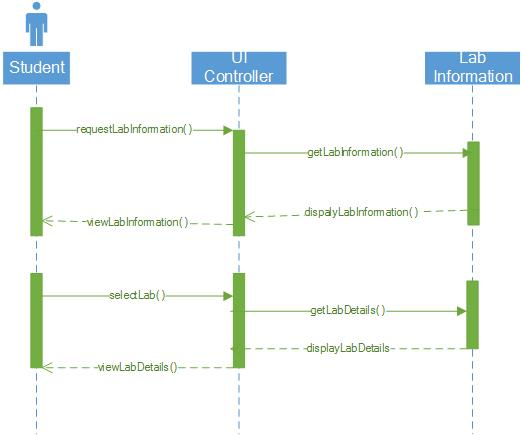 Student
UI
Controller
Lab
Information
requestLabInformation()
getLabInformation()
dispalyLabInformation()
viewLabInformation()
selectLab()
getLabDetails()
displayLabDetails
viewLabDetails()